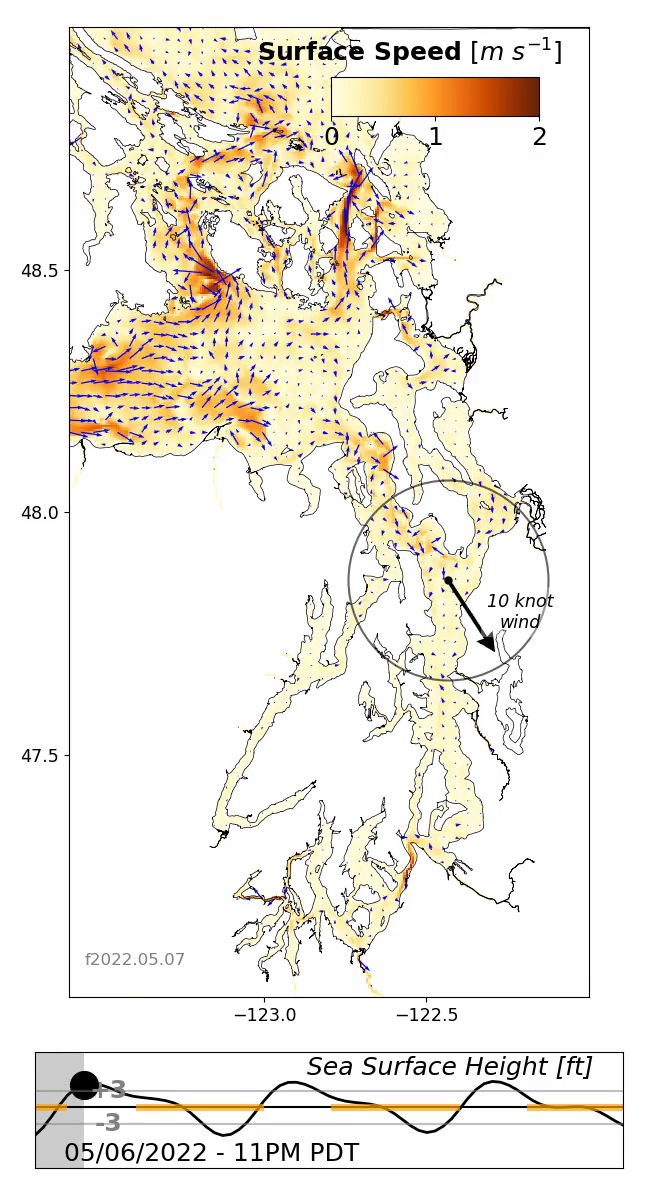 Surface Speed [m s⁻¹]
0 1 2
48.5
48.0
10 knot
wind
47.5
f2022.05.07
−123.0 −122.5
Sea Surface Height [ft]
+3
-3
05/06/2022 - 11PM PDT